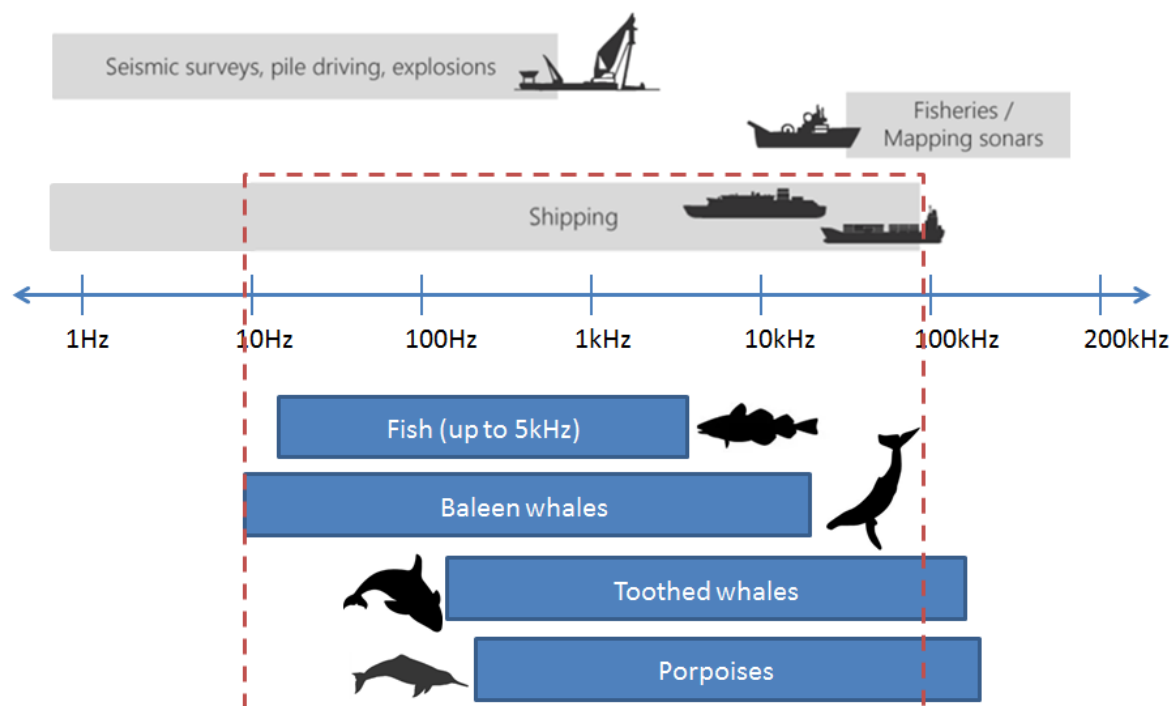 Seismic surveys, pile driving, explosions
Fisheries /
Mapping sonars
Shipping
1Hz 10Hz 100Hz 1kHz 10kHz 100kHz 200kHz
Fish (up to 5kHz)
Baleen whales
Toothed whales
Porpoises